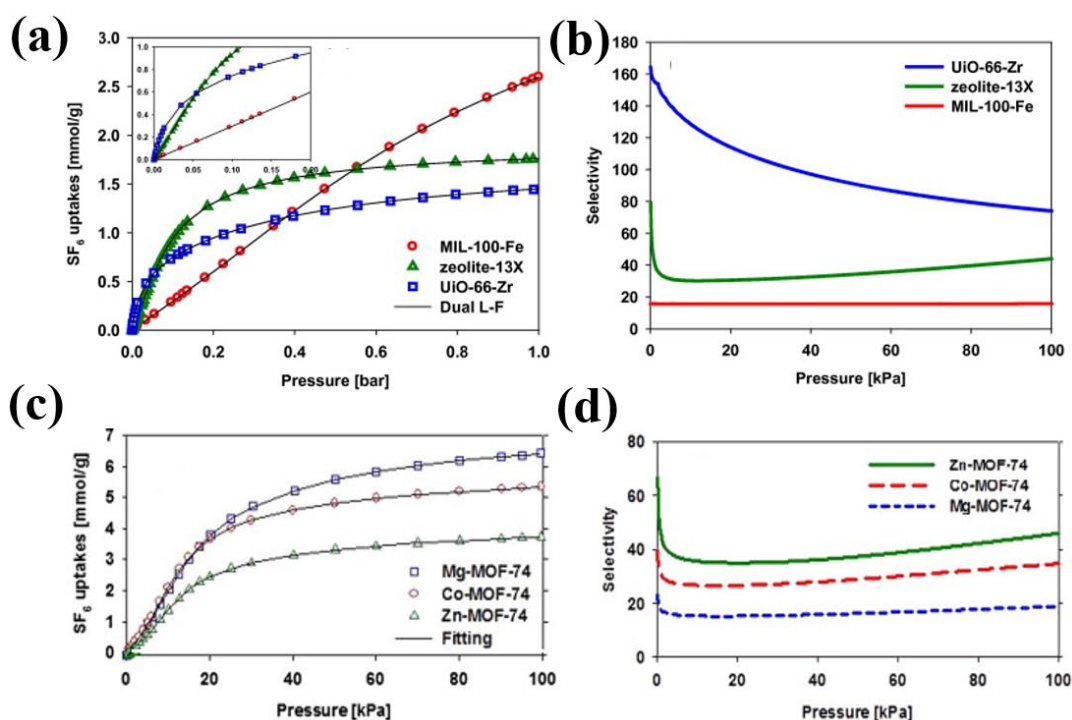 (a)
SF6 uptakes [mmol/g]
3.0
2.5
2.0
1.5
1.0
0.5
0.0
1.0
0.8
0.6
0.4
0.2
0.0
0.00 0.05 0.10 0.15 0.20
MIL-100-Fe
zeolite-13X
UiO-66-Zr
Dual L-F
0.0 0.2 0.4 0.6 0.8 1.0
Pressure [bar]
(b)
Selectivity
180
160
140
120
100
80
60
40
20
0
UiO-66-Zr
zeolite-13X
MIL-100-Fe
0 20 40 60 80 100
Pressure [kPa]
(c)
SF6 uptakes [mmol/g]
7
6
5
4
3
2
1
0
Mg-MOF-74
Co-MOF-74
Zn-MOF-74
Fitting
0 20 40 60 80 100
Pressure [kPa]
(d)
Selectivity
80
60
40
20
0
Zn-MOF-74
Co-MOF-74
Mg-MOF-74
0 20 40 60 80 100
Pressure [kPa]